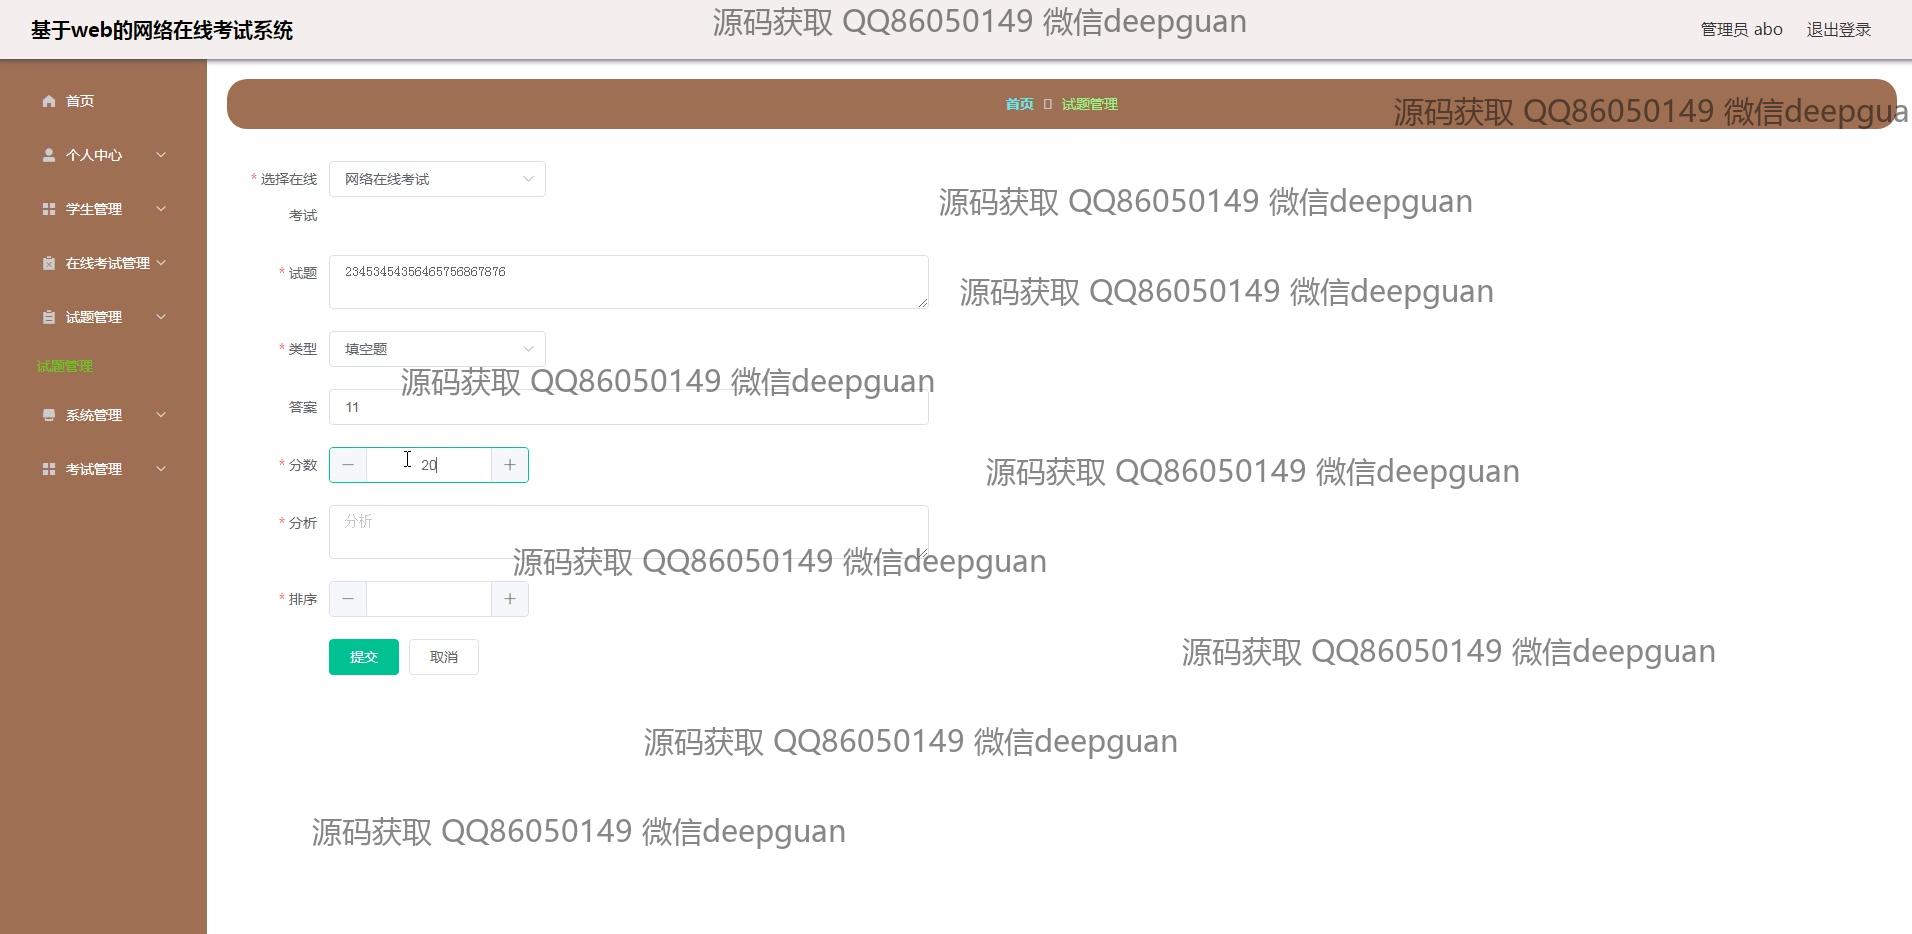 基于web的网络在线考试系统
源码获取 QQ86050149 微信deepguan
管理员 abo
退出登录
首页
个人中心
学生管理
在线考试管理
试题管理
试题管理
系统管理
考试管理
首页
试题管理
源码获取 QQ86050149 微信deepgua
* 选择在线
考试
网络在线考试
源码获取 QQ86050149 微信deepguan
* 试题
23453454356465756867876
源码获取 QQ86050149 微信deepguan
* 类型
填空题
源码获取 QQ86050149 微信deepguan
答案
11
* 分数
20
源码获取 QQ86050149 微信deepguan
* 分析
分析
源码获取 QQ86050149 微信deepguan
* 排序
提交
取消
源码获取 QQ86050149 微信deepguan
源码获取 QQ86050149 微信deepguan
源码获取 QQ86050149 微信deepguan